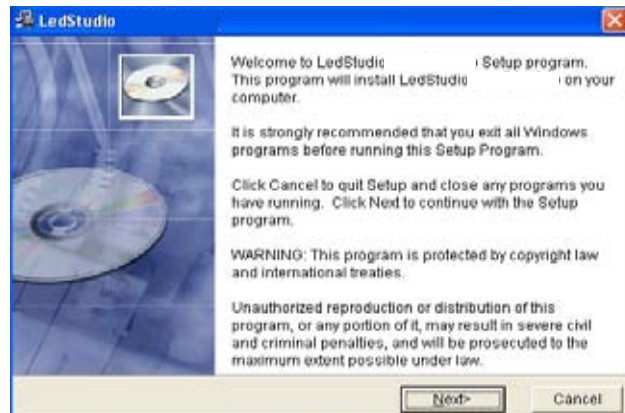 LedStudio
Welcome to LedStudio Setup program.
This program will install LedStudio on your
computer.
It is strongly recommended that you exit all Windows
programs before running this Setup Program.
Click Cancel to quit Setup and close any programs you
have running. Click Next to continue with the Setup
program.
WARNING: This program is protected by copyright law
and international treaties.
Unauthorized reproduction or distribution of this
program, or any portion of it, may result in severe civil
and criminal penalties, and will be prosecuted to the
maximum extent possible under law.
Next> Cancel